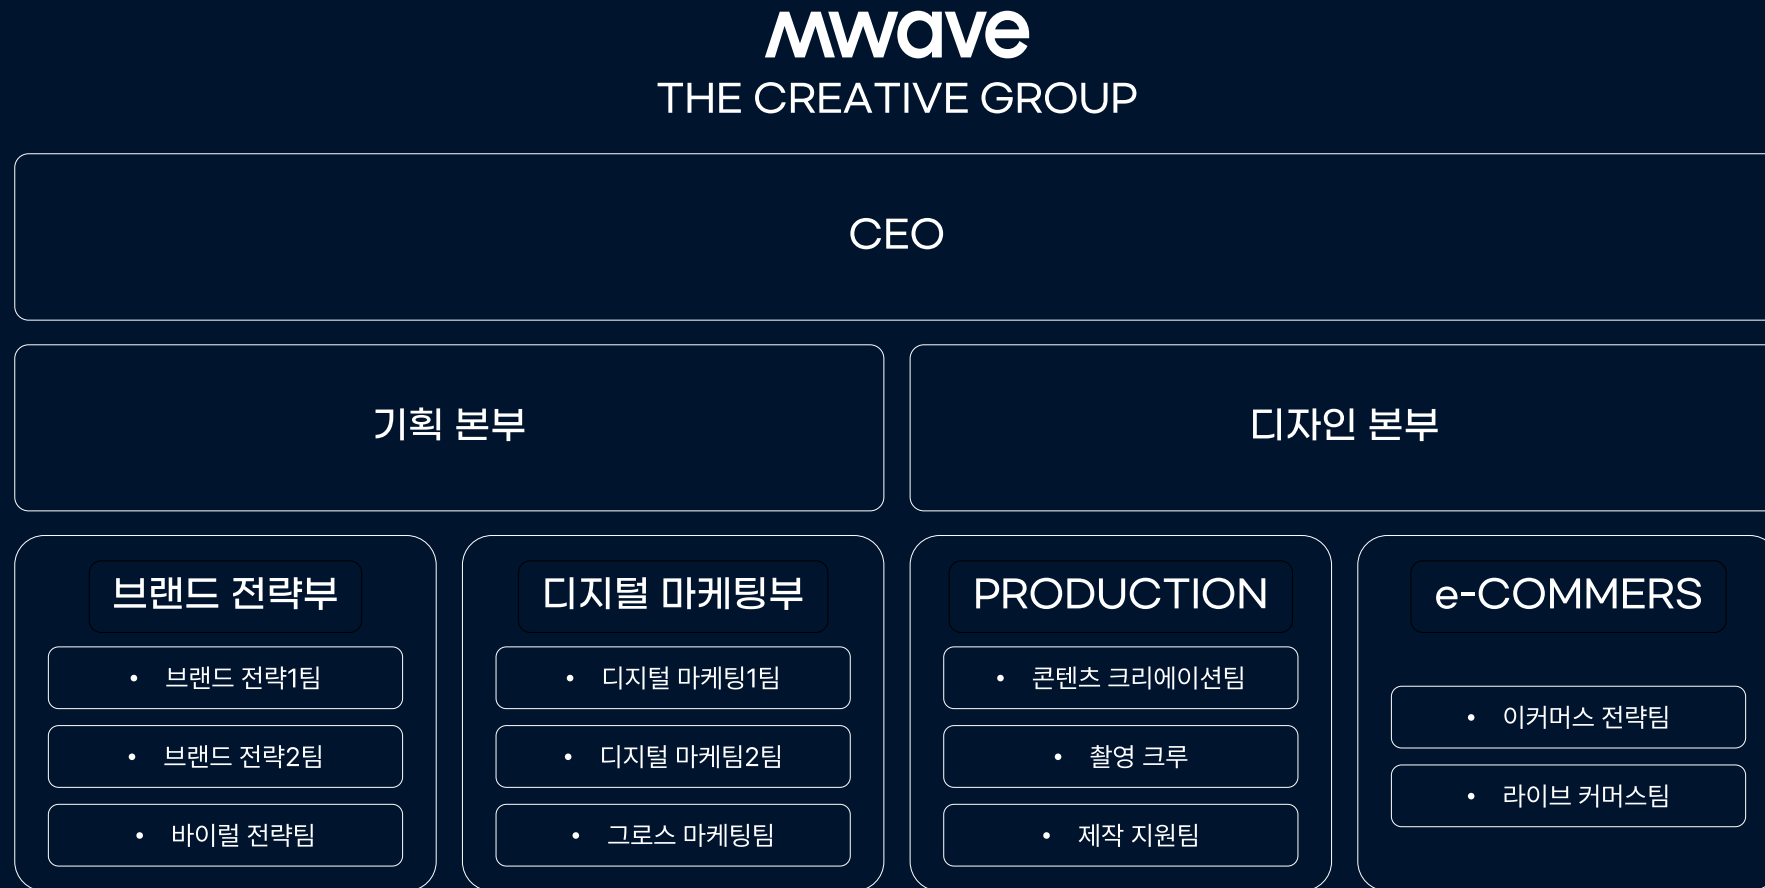 mwave
THE CREATIVE GROUP
CEO
기획 본부
디자인 본부
브랜드 전략부
• 브랜드 전략1팀
• 브랜드 전략2팀
• 바이럴 전략팀
디지털 마케팅부
• 디지털 마케팅1팀
• 디지털 마케팀2팀
• 그로스 마케팅팀
PRODUCTION
• 콘텐츠 크리에이션팀
• 촬영 크루
• 제작 지원팀
e-COMMERS
• 이커머스 전략팀
• 라이브 커머스팀